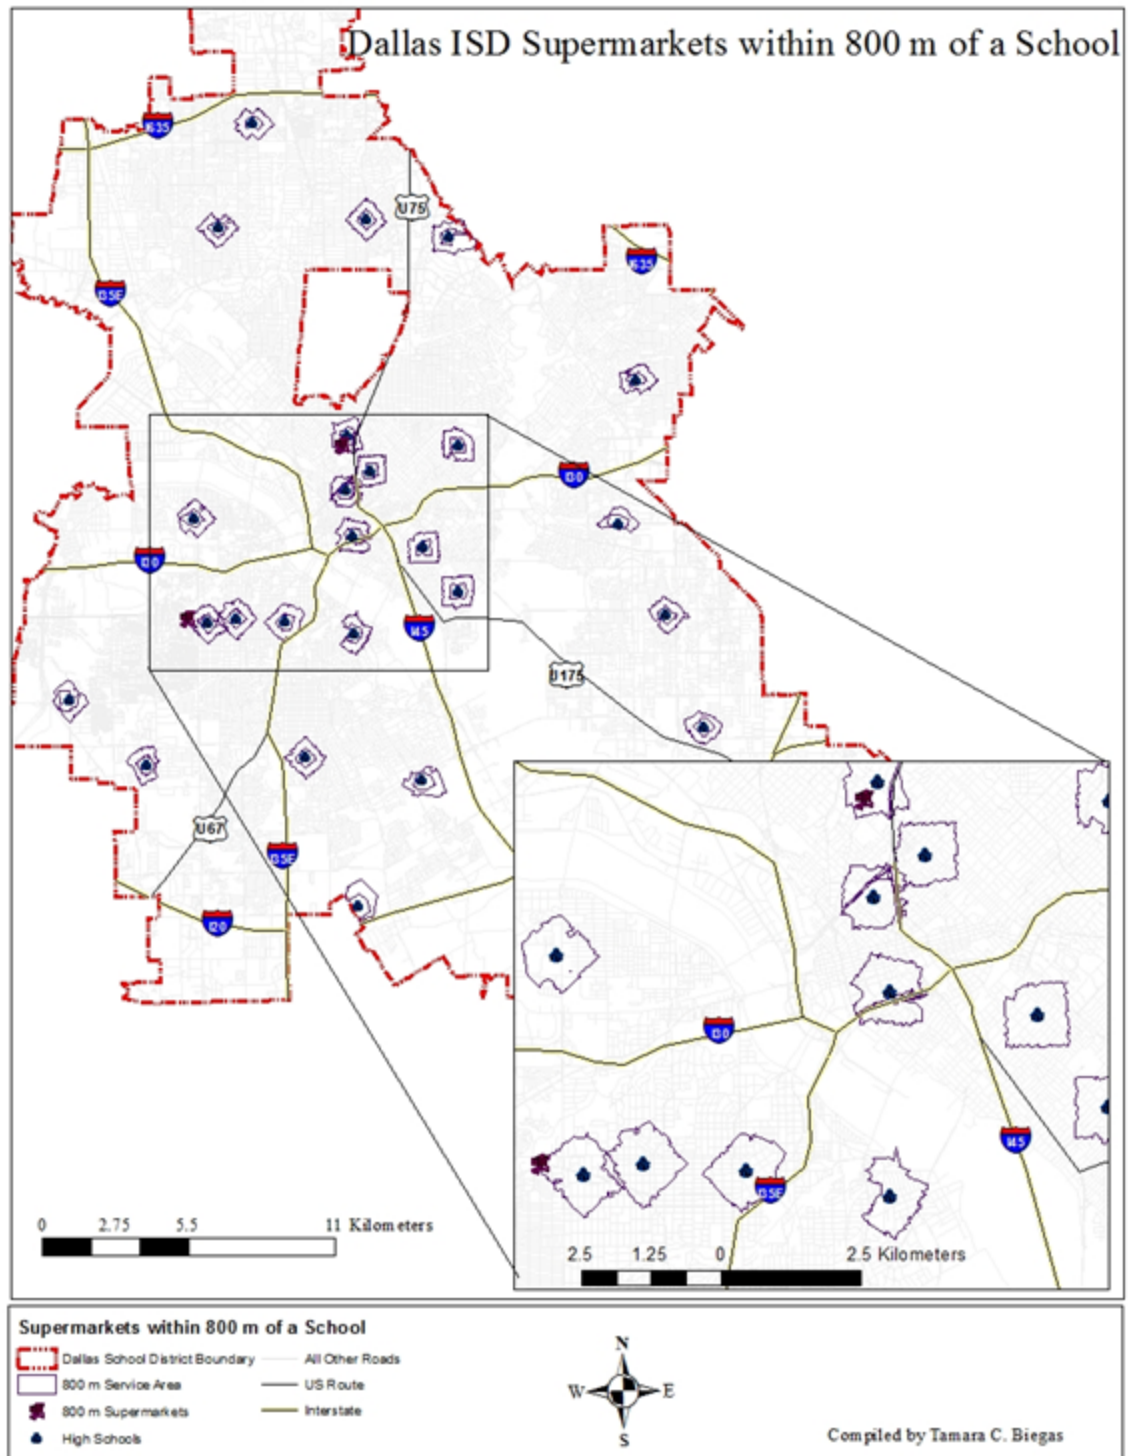 Dallas ISD Supermarkets within 800 m of a School
I635
U75
I635
I35E
I30
I30
I45
U175
U67
I35E
I20
I30
I45
I35E
0 2.75 5.5 11 Kilometers
2.5 1.25 0 2.5 Kilometers
Supermarkets within 800 m of a School
Dallas School District Boundary
All Other Roads
800 m Service Area
US Route
800 m Supermarkets
Interstate
High Schools
N
W E
S
Compiled by Tamara C. Biegas